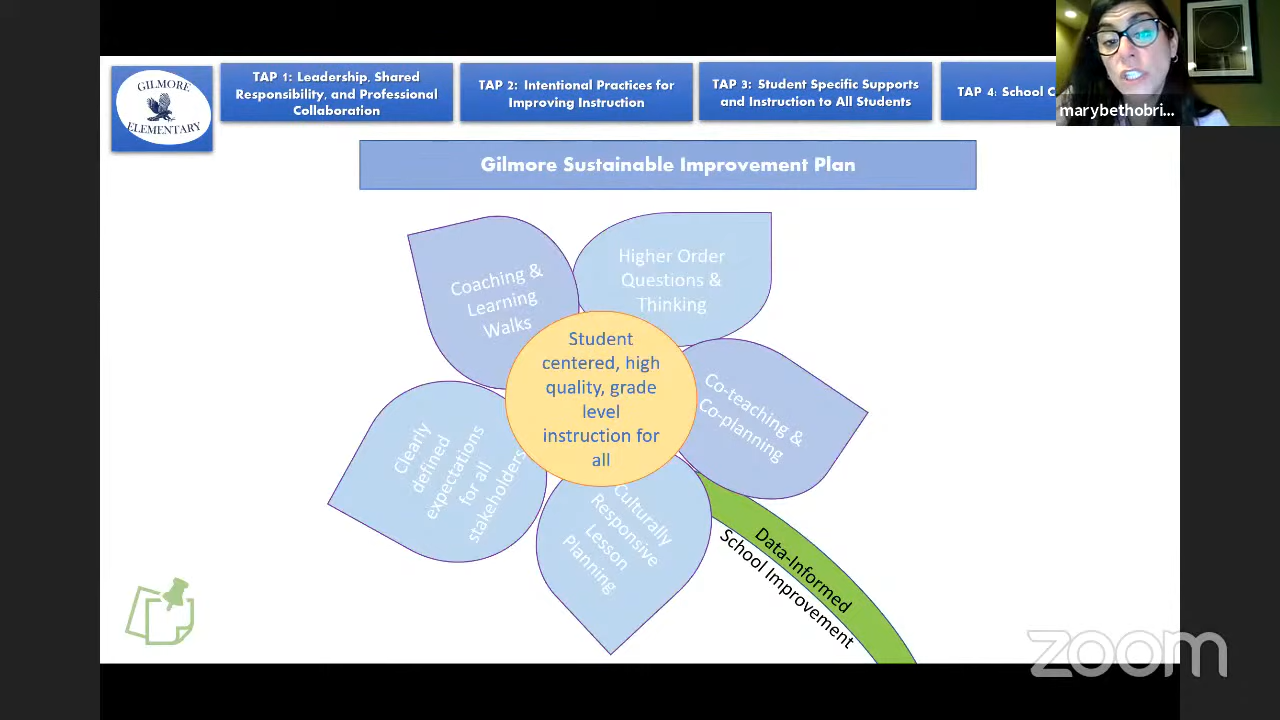 GILMORE
ELEMENTARY
TAP 1: Leadership, Shared
Responsibility, and Professional
Collaboration
TAP 2: Intentional Practices for
Improving Instruction
TAP 3: Student Specific Supports
and Instruction to All Students
TAP 4: School C
marybethobri...
Gilmore Sustainable Improvement Plan
Coaching &
Learning
Walks
Higher Order
Questions &
Thinking
Student
centered, high
quality, grade
level
instruction for
all
Co-teaching &
Co-planning
Clearly
defined
expectations
for all
stakeholders
Culturally
Responsive
Lesson
Planning
Data-Informed
School Improvement
zoom